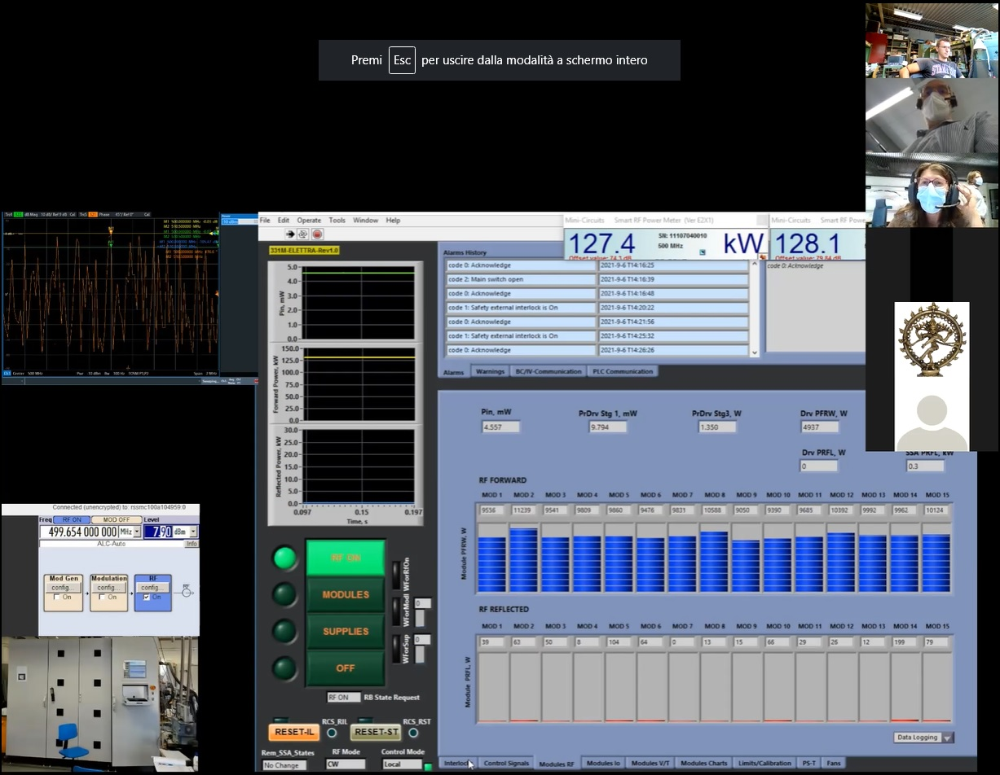 Premi Esc per uscire dalla modalità a schermo intero
File Edit Operate Tools Window Help
331M-ELETTRA-Rev1.0
Mini-Circuits Smart RF Power Meter (Ver E2X1)
127.4
SN: 11107040010
500 MHz
kW
Mini-Circuits Smart RF Power
128.1
Alarms History
code 0: Acknowledge 2021-9-6 T14:16:25
code 2: Main switch open 2021-9-6 T14:16:39
code 0: Acknowledge 2021-9-6 T14:16:48
code 1: Safety external interlock is On 2021-9-6 T14:20:22
code 0: Acknowledge 2021-9-6 T14:21:56
code 1: Safety external interlock is On 2021-9-6 T14:25:32
code 0: Acknowledge 2021-9-6 T14:26:26
code 0: Acknowledge
Alarms Warnings BC/IV-Communication PLC Communication
Pin, mW
5.0
4.0
3.0
2.0
1.0
0.0
Forward Power, kW
150.0
125.0
100.0
75.0
50.0
25.0
0.0
Reflected Power, kW
30.0
25.0
20.0
15.0
10.0
5.0
0.0
0.097 0.15 0.197
Time, s
Pin, mW PrDrv Stg 1, mW PrDrv Stg3, W Drv PFRW, W
4.557 9.794 1.350 4937
Drv PRFL, W SSA PRFL, kW
0 0.3
RF FORWARD
MOD 1 MOD 2 MOD 3 MOD 4 MOD 5 MOD 6 MOD 7 MOD 8 MOD 9 MOD 10 MOD 11 MOD 12 MOD 13 MOD 14 MOD 15
9556 11239 9541 9809 9860 9476 9831 10588 9050 9390 9685 10392 9992 9962 10124
Module PFRW, W
RF REFLECTED
MOD 1 MOD 2 MOD 3 MOD 4 MOD 5 MOD 6 MOD 7 MOD 8 MOD 9 MOD 10 MOD 11 MOD 12 MOD 13 MOD 14 MOD 15
39 63 50 8 104 64 0 13 15 66 29 26 12 199 79
Module PRFL, W
Data Logging
Interlock Control Signals Modules RF Modules Io Modules V/T Modules Charts Limits/Calibration PS-T Fans
RF ON
MODULES
SUPPLIES
OFF
WForRfOn
WForModl
0
WForSup
0
RF ON RB State Request
RESET-IL RCS_RIL RESET-ST RCS_RST
Rem_SSA_States RF Mode Control Mode
No Change CW Local
Connected (unencrypted) to: rssmc100a104959:0
Freq RF ON MOD OFF Level
499.654 000 000 MHz 7.90 dBm
ALC-Auto Info
Mod Gen Modulation RF
config... config... config... RF
On On On